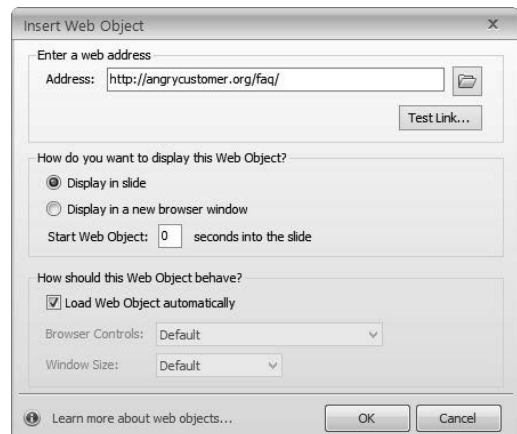 Insert Web Object
X
Enter a web address
Address: http://angrycustomer.org/faq/
Test Link...
How do you want to display this Web Object?
Display in slide
Display in a new browser window
Start Web Object: 0 seconds into the slide
How should this Web Object behave?
Load Web Object automatically
Browser Controls: Default
Window Size: Default
Learn more about web objects...
OK
Cancel